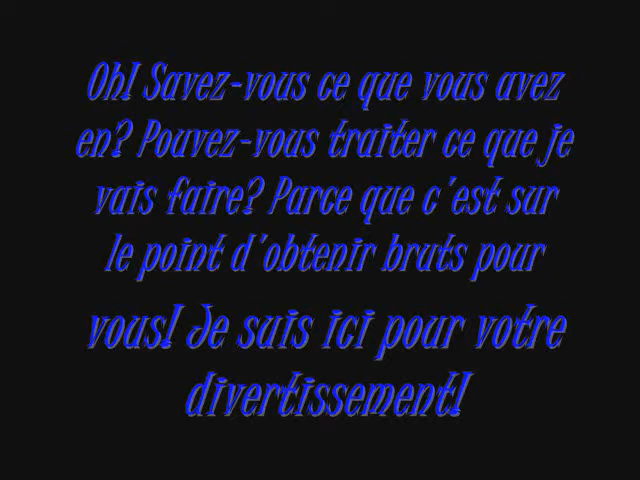 Oh! Savez-vous ce que vous avez
en? Pouvez-vous traiter ce que je
vais faire? Parce que c'est sur
le point d'obtenir bruts pour
vous! Je suis ici pour votre
divertissement!